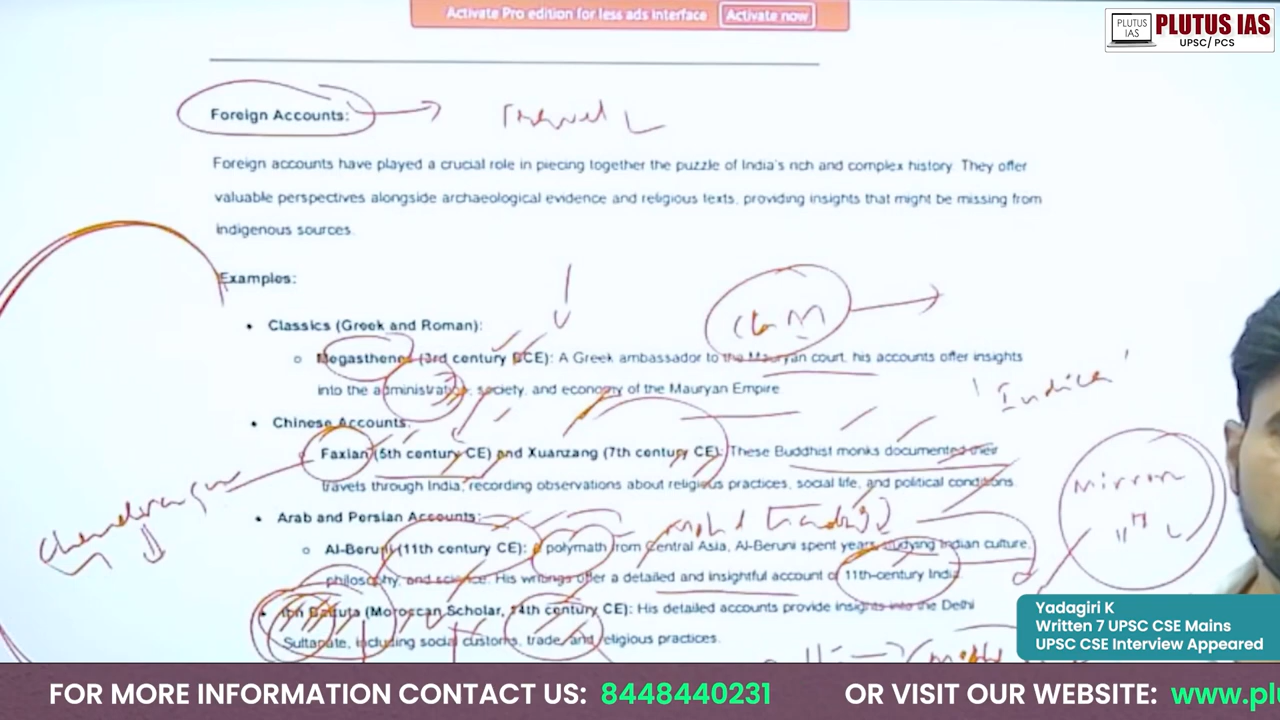 Activate Pro edition for less ads interface Activate now
PLUTUS IAS
PLUTUS IAS
UPSC/ PCS
Foreign Accounts:
Foreign accounts have played a crucial role in piecing together the puzzle of India's rich and complex history. They offer
valuable perspectives alongside archaeological evidence and religious texts, providing insights that might be missing from
indigenous sources.
Examples:
Classics (Greek and Roman):
Megasthenes (3rd century BCE): A Greek ambassador to the Mauryan court, his accounts offer insights
into the administration, society, and economy of the Mauryan Empire
'Indica'
Chinese Accounts:
Faxian (5th century CE) and Xuanzang (7th century CE): These Buddhist monks documented their
travels through India, recording observations about religious practices, social life, and political conditions.
Mirror
Arab and Persian Accounts:
Al-Beruni (11th century CE): A polymath from Central Asia, Al-Beruni spent years studying Indian culture,
philosophy, and science. His writings offer a detailed and insightful account of 11th-century India.
Ibn Battuta (Moroccan Scholar, 14th century CE): His detailed accounts provide insights into the Delhi
Sultanate, including social customs, trade, and religious practices.
Yadagiri K
Written 7 UPSC CSE Mains
UPSC CSE Interview Appeared
FOR MORE INFORMATION CONTACT US: 8448440231 OR VISIT OUR WEBSITE: www.pl